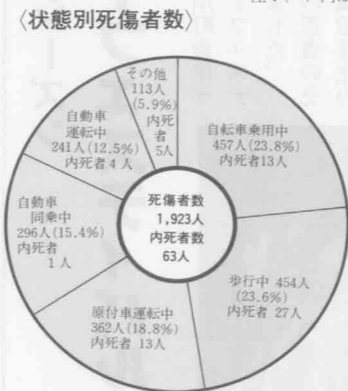 〈状態別死傷者数〉
その他
113人
(5.9%)
内死
者
5人
自転車乗用中
457人(23.8%)
内死者13人
歩行中 454人
(23.6%)
内死者 27人
原付車運転中
362人(18.8%)
内死者 13人
自動車
同乗中
296人(15.4%)
内死者
1人
自動車
運転中
241人(12.5%)
内死者4人
死傷者数
1,923人
内死者数
63人